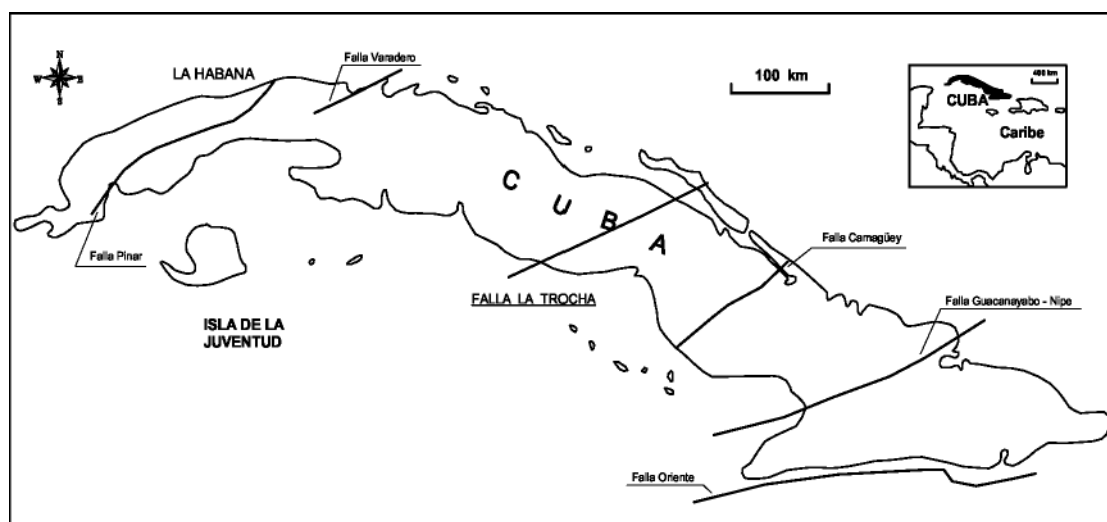 N
W
E
S
LA HABANA
Falla Varadero
100 km
400 km
CUBA
Caribe
CUBA
Falla Pinar
Falla Camagüey
FALLA LA TROCHA
ISLA DE LA
JUVENTUD
Falla Guacanayabo - Nipe
Falla Oriente